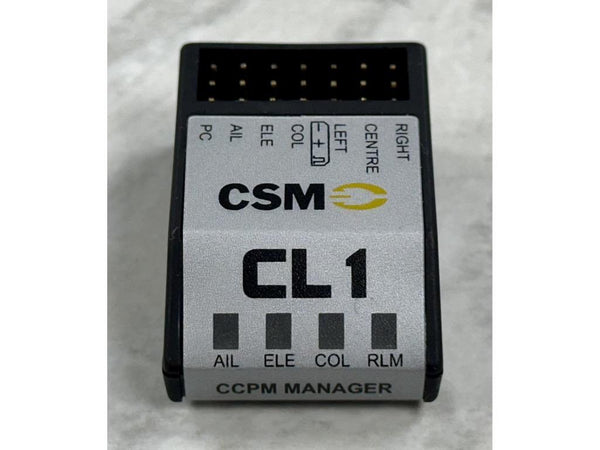 PC AIL ELE COL LEFT CENTRE RIGHT
- +
CSM
CL1
AIL ELE COL RLM
CCPM MANAGER